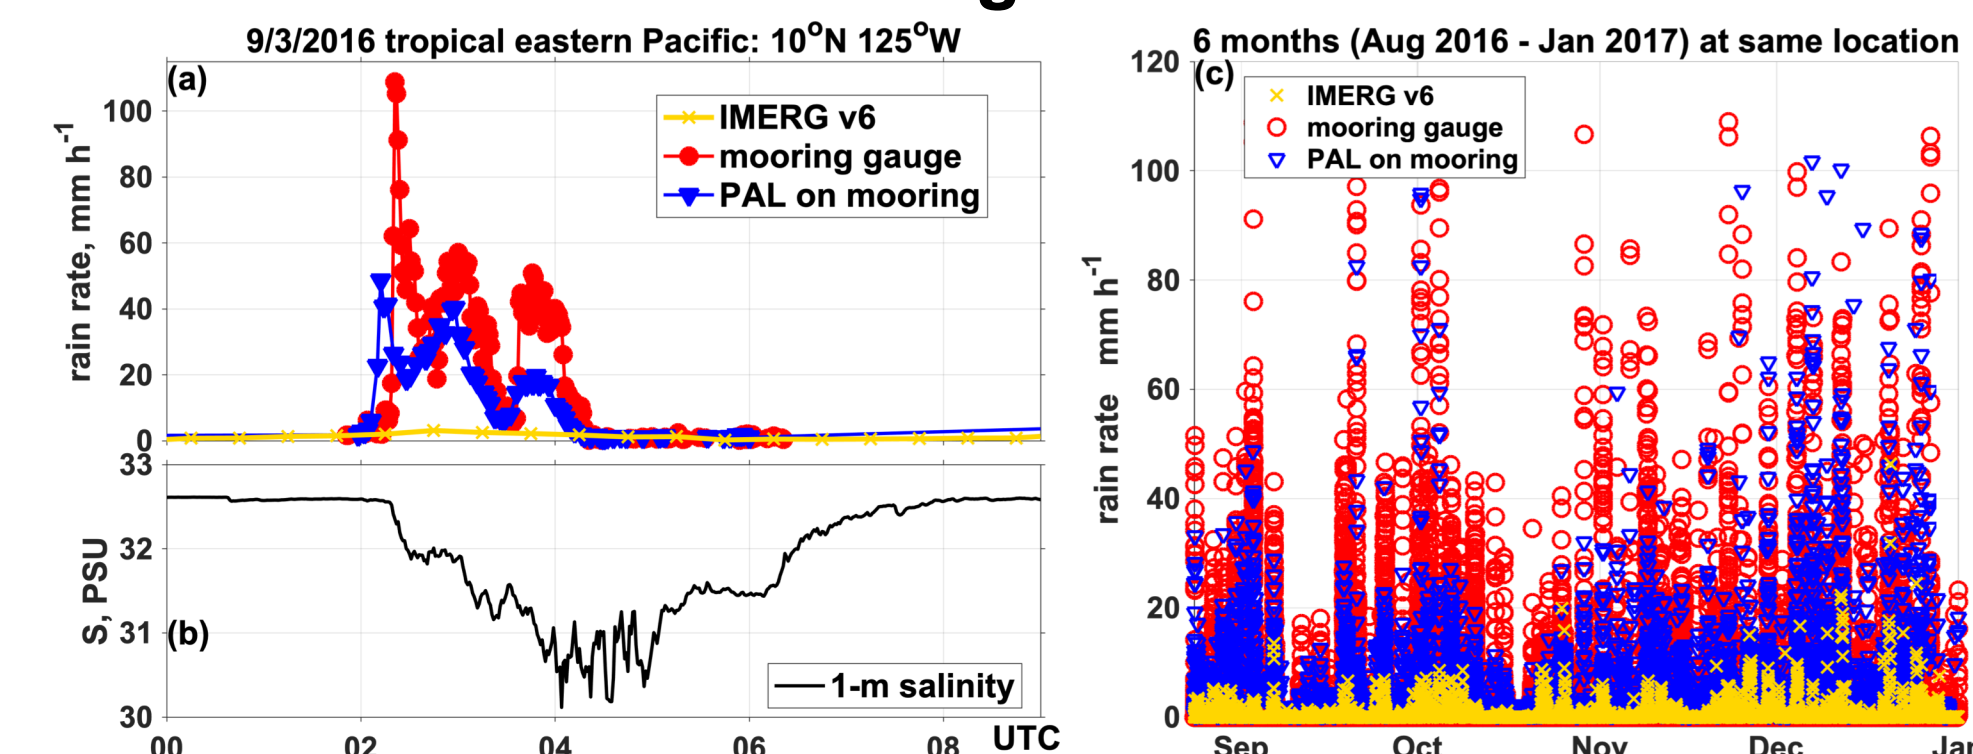 g
9/3/2016 tropical eastern Pacific: 10°N 125°W
(a)
100
80
60
40
20
0
rain rate, mm h⁻¹
IMERG v6
mooring gauge
PAL on mooring
33
32
31
30
S, PSU
(b)
1-m salinity
00 02 04 06 08 UTC
6 months (Aug 2016 - Jan 2017) at same location
(c)
120
100
80
60
40
20
0
rain rate mm h⁻¹
IMERG v6
mooring gauge
PAL on mooring
Sep Oct Nov Dec Jan